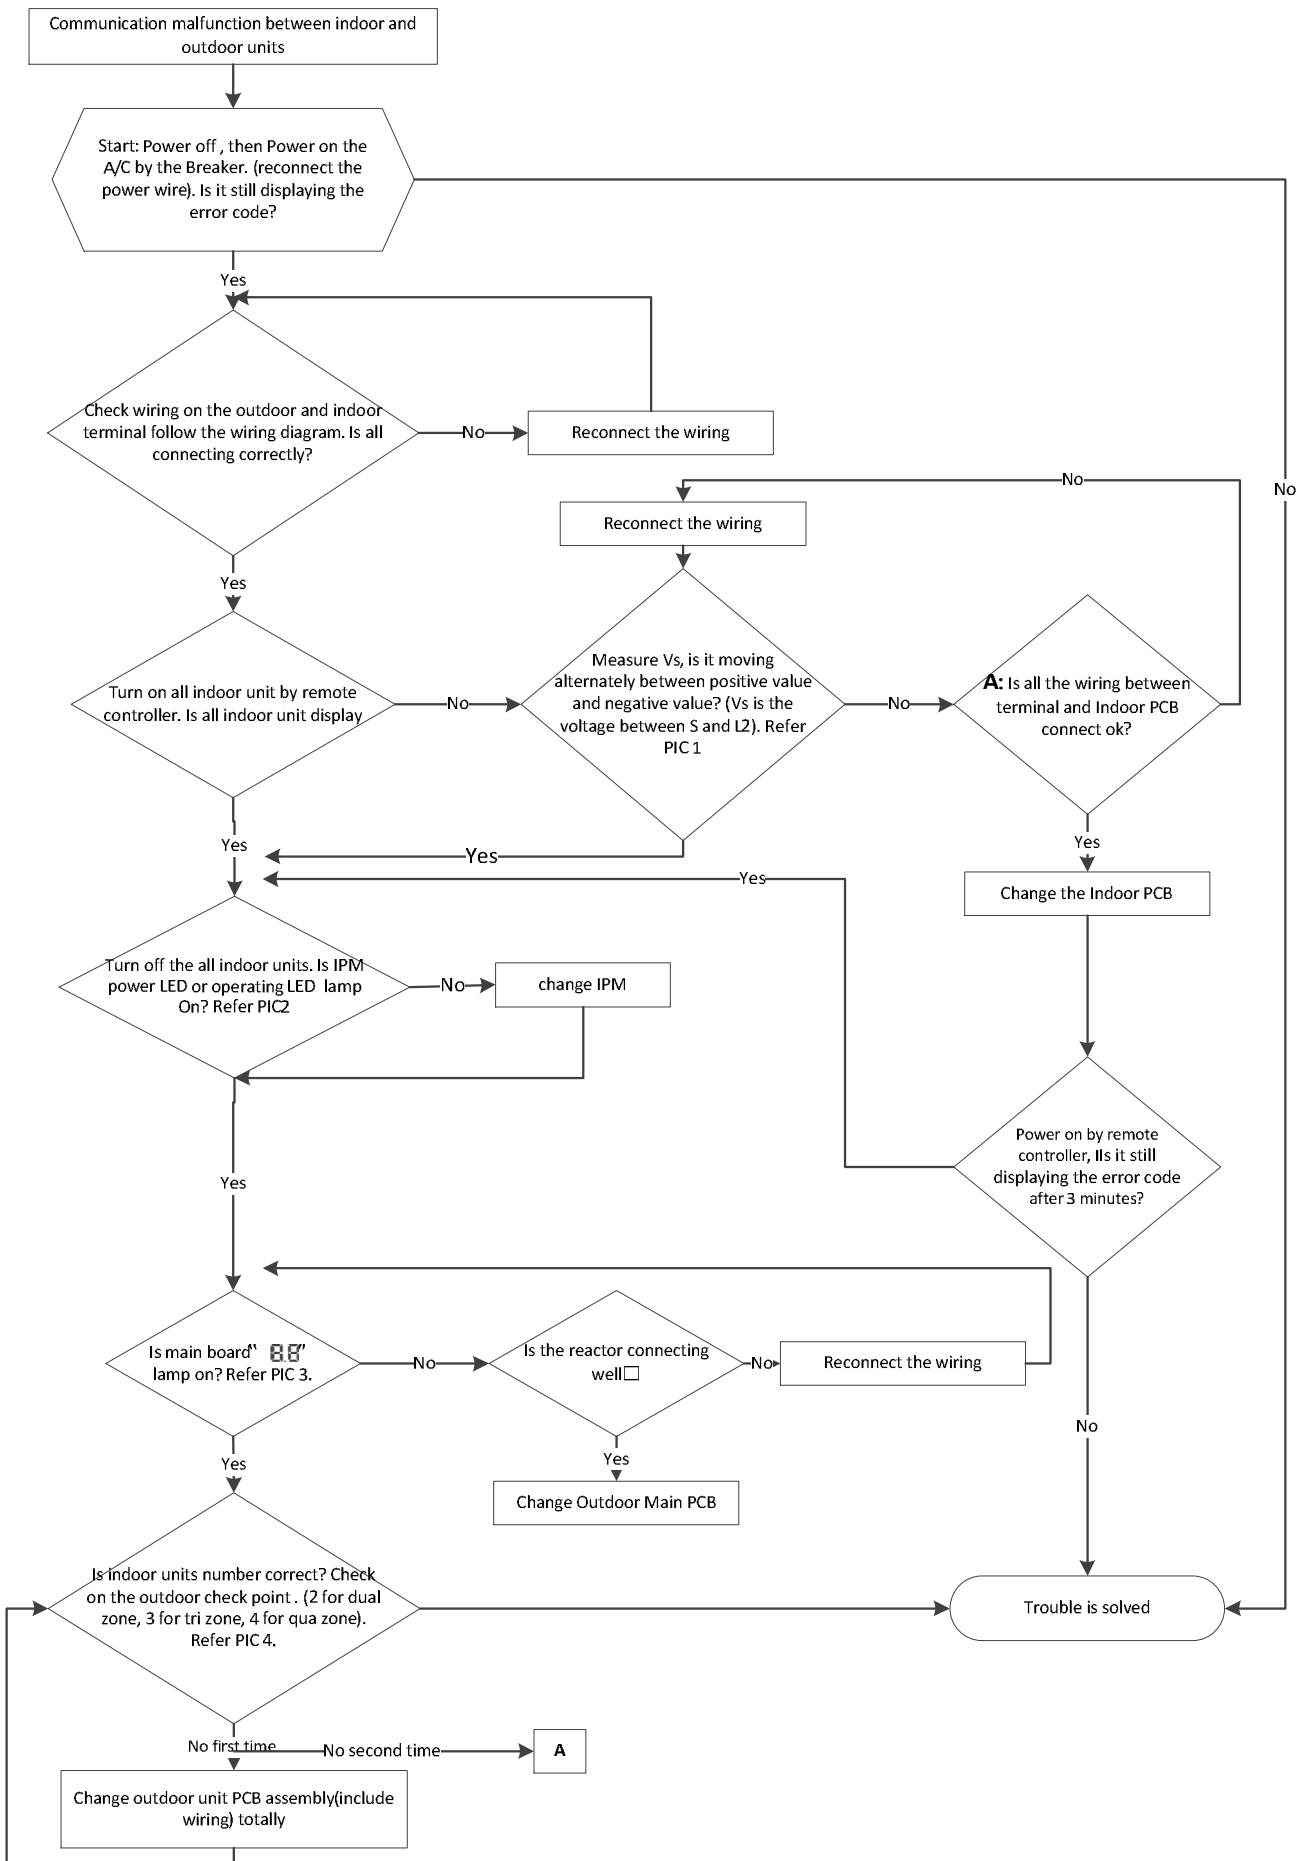 Communication malfunction between indoor and
outdoor units
Start: Power off , then Power on the
A/C by the Breaker. (reconnect the
power wire). Is it still displaying the
error code?
Yes
Check wiring on the outdoor and indoor
terminal follow the wiring diagram. Is all
connecting correctly?
No
Reconnect the wiring
No
No
Reconnect the wiring
Yes
Turn on all indoor unit by remote
controller. Is all indoor unit display
No
Measure Vs, is it moving
alternately between positive value
and negative value? (Vs is the
voltage between S and L2). Refer
PIC 1
No
A: Is all the wiring between
terminal and Indoor PCB
connect ok?
Yes
Yes
Yes
Yes
Change the Indoor PCB
Turn off the all indoor units. Is IPM
power LED or operating LED lamp
On? Refer PIC2
No
change IPM
Power on by remote
controller, IIs it still
displaying the error code
after 3 minutes?
Yes
Is main board“ 8.8”
lamp on? Refer PIC 3.
No
Is the reactor connecting
well□
No
Reconnect the wiring
No
Yes
Yes
Change Outdoor Main PCB
Is indoor units number correct? Check
on the outdoor check point . (2 for dual
zone, 3 for tri zone, 4 for qua zone).
Refer PIC 4.
Trouble is solved
No first time
No second time
A
Change outdoor unit PCB assembly(include
wiring) totally